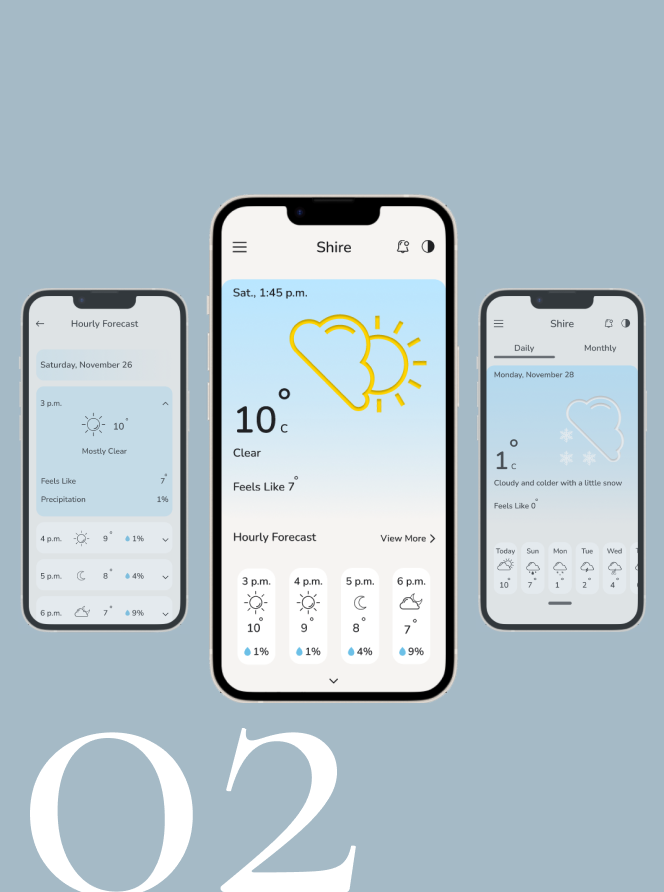 Shire
Sat., 1:45 p.m.
10° C
Clear
Feels Like 7°
Hourly Forecast View More >
3 p.m. 4 p.m. 5 p.m. 6 p.m.
10° 9° 8° 7°
1% 1% 4% 9%
Hourly Forecast
Saturday, November 26
3 p.m.
10°
Mostly Clear
Feels Like 7°
Precipitation 1%
4 p.m. 9° 1%
5 p.m. 8° 4%
6 p.m. 7° 9%
Shire
Daily Monthly
Monday, November 28
1° C
Cloudy and colder with a little snow
Feels Like 0°
Today Sun Mon Tue Wed
10° 7° 1° 2° 4°
02